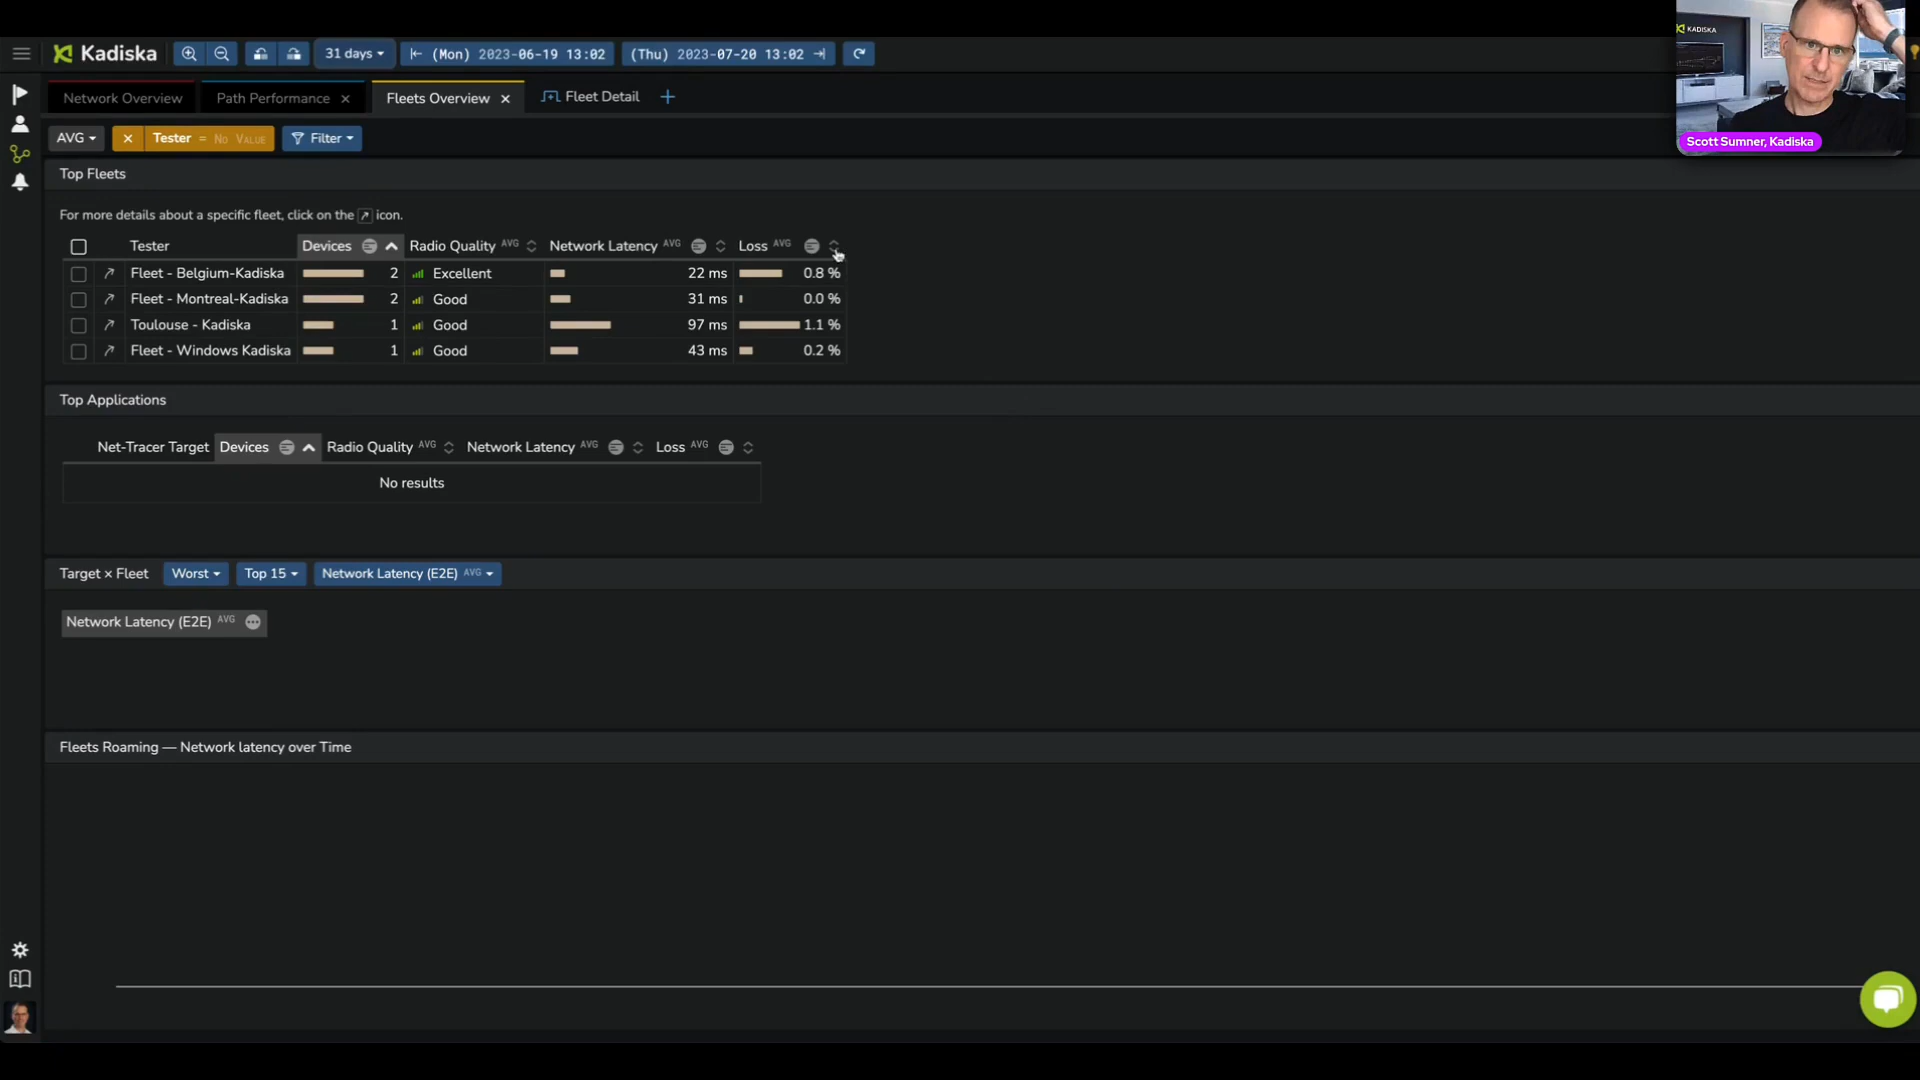 Kadiska 31 days (Mon) 2023-06-19 13:02 (Thu) 2023-07-20 13:02
KADISKA
Network Overview Path Performance Fleets Overview Fleet Detail
AVG Tester = No Value Filter
Scott Sumner, Kadiska
Top Fleets
For more details about a specific fleet, click on the icon.
Tester Devices Radio Quality AVG Network Latency AVG Loss AVG
Fleet - Belgium-Kadiska 2 Excellent 22 ms 0.8 %
Fleet - Montreal-Kadiska 2 Good 31 ms 0.0 %
Toulouse - Kadiska 1 Good 97 ms 1.1 %
Fleet - Windows Kadiska 1 Good 43 ms 0.2 %
Top Applications
Net-Tracer Target Devices Radio Quality AVG Network Latency AVG Loss AVG
No results
Target × Fleet Worst Top 15 Network Latency (E2E) AVG
Network Latency (E2E) AVG
Fleets Roaming — Network latency over Time